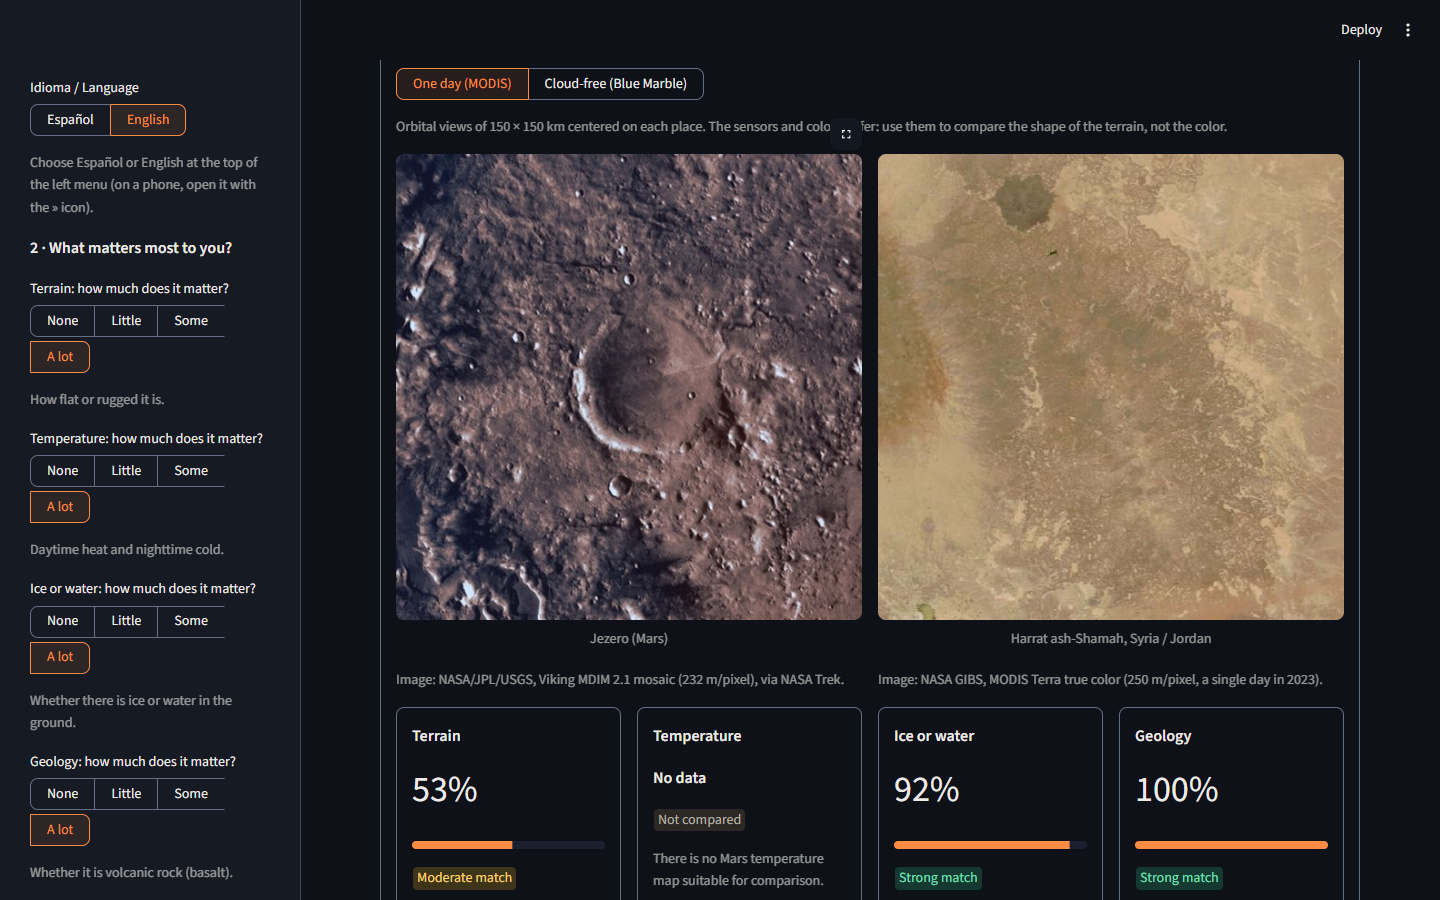 Deploy
Idioma / Language
Español
English
Choose Español or English at the top of
the left menu (on a phone, open it with
the » icon).
2 · What matters most to you?
Terrain: how much does it matter?
None
Little
Some
A lot
How flat or rugged it is.
Temperature: how much does it matter?
None
Little
Some
A lot
Daytime heat and nighttime cold.
Ice or water: how much does it matter?
None
Little
Some
A lot
Whether there is ice or water in the
ground.
Geology: how much does it matter?
None
Little
Some
A lot
Whether it is volcanic rock (basalt).
One day (MODIS)
Cloud-free (Blue Marble)
Orbital views of 150 × 150 km centered on each place. The sensors and colo fer: use them to compare the shape of the terrain, not the color.
Jezero (Mars)
Harrat ash-Shamah, Syria / Jordan
Image: NASA/JPL/USGS, Viking MDIM 2.1 mosaic (232 m/pixel), via NASA Trek.
Image: NASA GIBS, MODIS Terra true color (250 m/pixel, a single day in 2023).
Terrain
53%
Moderate match
Temperature
No data
Not compared
There is no Mars temperature
map suitable for comparison.
Ice or water
92%
Strong match
Geology
100%
Strong match